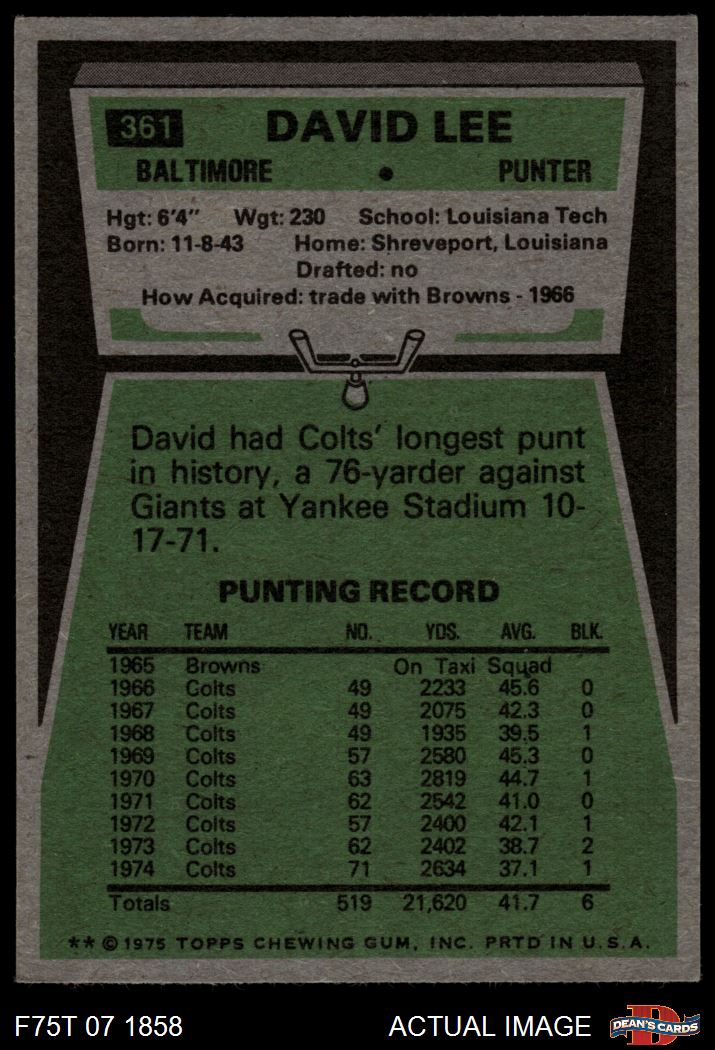 361 DAVID LEE
BALTIMORE • PUNTER
Hgt: 6'4" Wgt: 230 School: Louisiana Tech
Born: 11-8-43 Home: Shreveport, Louisiana
Drafted: no
How Acquired: trade with Browns - 1966
David had Colts' longest punt
in history, a 76-yarder against
Giants at Yankee Stadium 10-
17-71.
PUNTING RECORD
YEAR TEAM NO. YDS. AVG. BLK.
1965 Browns On Taxi Squad
1966 Colts 49 2233 45.6 0
1967 Colts 49 2075 42.3 0
1968 Colts 49 1935 39.5 1
1969 Colts 57 2580 45.3 0
1970 Colts 63 2819 44.7 1
1971 Colts 62 2542 41.0 0
1972 Colts 57 2400 42.1 1
1973 Colts 62 2402 38.7 2
1974 Colts 71 2634 37.1 1
Totals 519 21,620 41.7 6
** © 1975 TOPPS CHEWING GUM, INC. PRTD IN U.S.A.
F75T 07 1858 ACTUAL IMAGE D DEAN'S CARDS